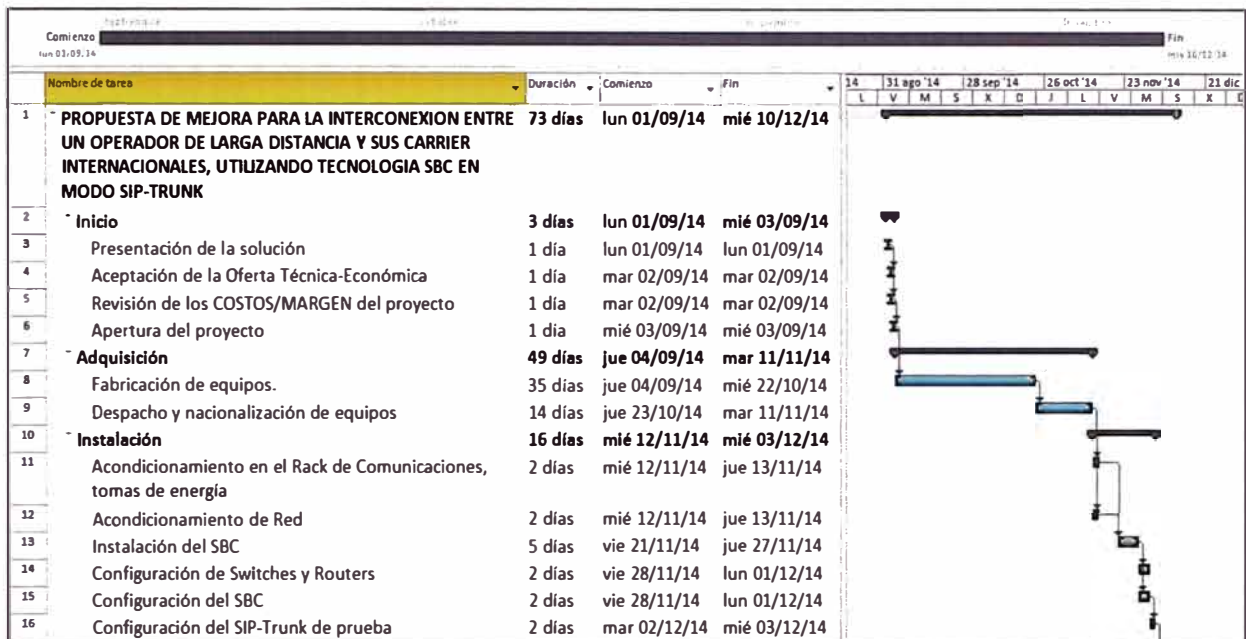 Comienzo
lun 01/09/14
Fin
Nombre de tarea Duración Comienzo Fin
14 31 ago '14 28 sep '14 26 oct '14 23 nov '14 21 dic
L V M S X D J L V M S X D
1 PROPUESTA DE MEJORA PARA LA INTERCONEXION ENTRE 73 días lun 01/09/14 mié 10/12/14
UN OPERADOR DE LARGA DISTANCIA Y SUS CARRIER
INTERNACIONALES, UTILIZANDO TECNOLOGIA SBC EN
MODO SIP-TRUNK
2 Inicio 3 días lun 01/09/14 mié 03/09/14
3 Presentación de la solución 1 día lun 01/09/14 lun 01/09/14
4 Aceptación de la Oferta Técnica-Económica 1 día mar 02/09/14 mar 02/09/14
5 Revisión de los COSTOS/MARGEN del proyecto 1 día mar 02/09/14 mar 02/09/14
6 Apertura del proyecto 1 día mié 03/09/14 mié 03/09/14
7 Adquisición 49 días jue 04/09/14 mar 11/11/14
8 Fabricación de equipos. 35 días jue 04/09/14 mié 22/10/14
9 Despacho y nacionalización de equipos 14 días jue 23/10/14 mar 11/11/14
10 Instalación 16 días mié 12/11/14 mié 03/12/14
11 Acondicionamiento en el Rack de Comunicaciones, 2 días mié 12/11/14 jue 13/11/14
tomas de energía
12 Acondicionamiento de Red 2 días mié 12/11/14 jue 13/11/14
13 Instalación del SBC 5 días vie 21/11/14 jue 27/11/14
14 Configuración de Switches y Routers 2 días vie 28/11/14 lun 01/12/14
15 Configuración del SBC 2 días vie 28/11/14 lun 01/12/14
16 Configuración del SIP-Trunk de prueba 2 días mar 02/12/14 mié 03/12/14